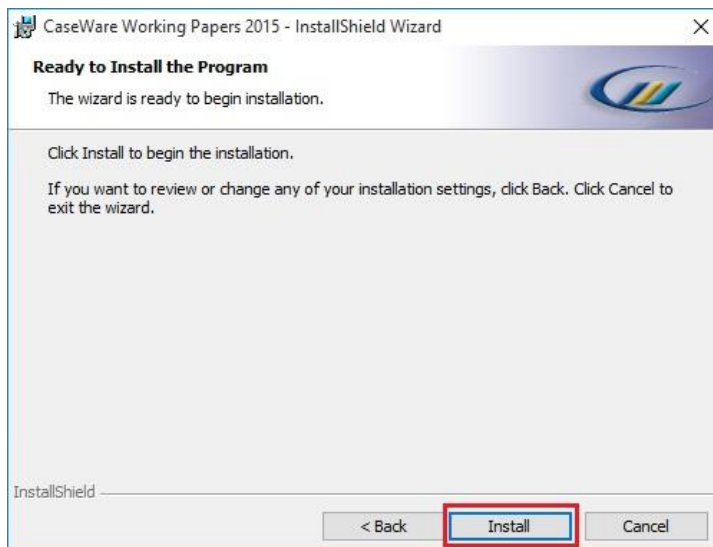 CaseWare Working Papers 2015 - InstallShield Wizard
Ready to Install the Program
The wizard is ready to begin installation.
Click Install to begin the installation.
If you want to review or change any of your installation settings, click Back. Click Cancel to
exit the wizard.
InstallShield
< Back Install Cancel